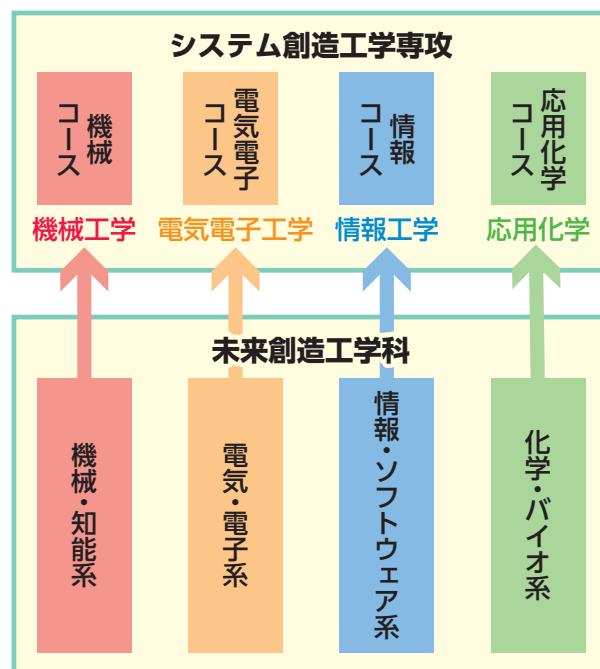 システム創造工学専攻
機械
コース
電気電子
コース
情報
コース
応用化学
コース
機械工学
電気電子工学
情報工学
応用化学
未来創造工学科
機械・知能系
電気・電子系
情報・ソフトウェア系
化学・バイオ系